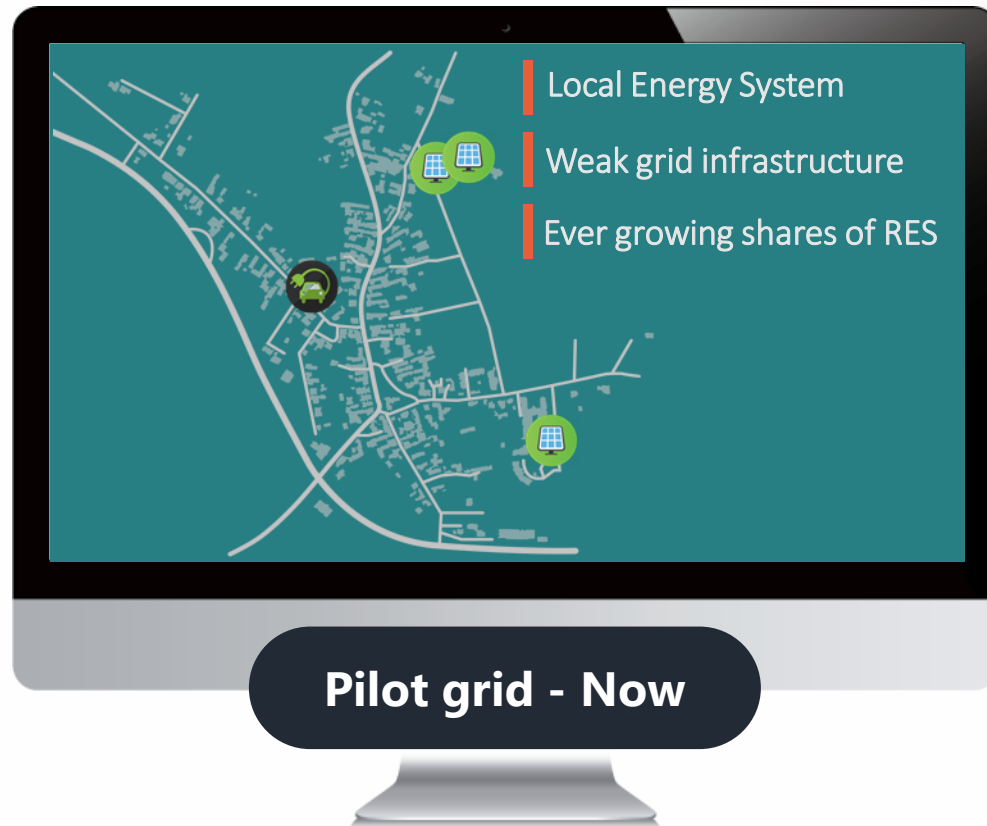 Local Energy System
Weak grid infrastructure
Ever growing shares of RES
Pilot grid - Now